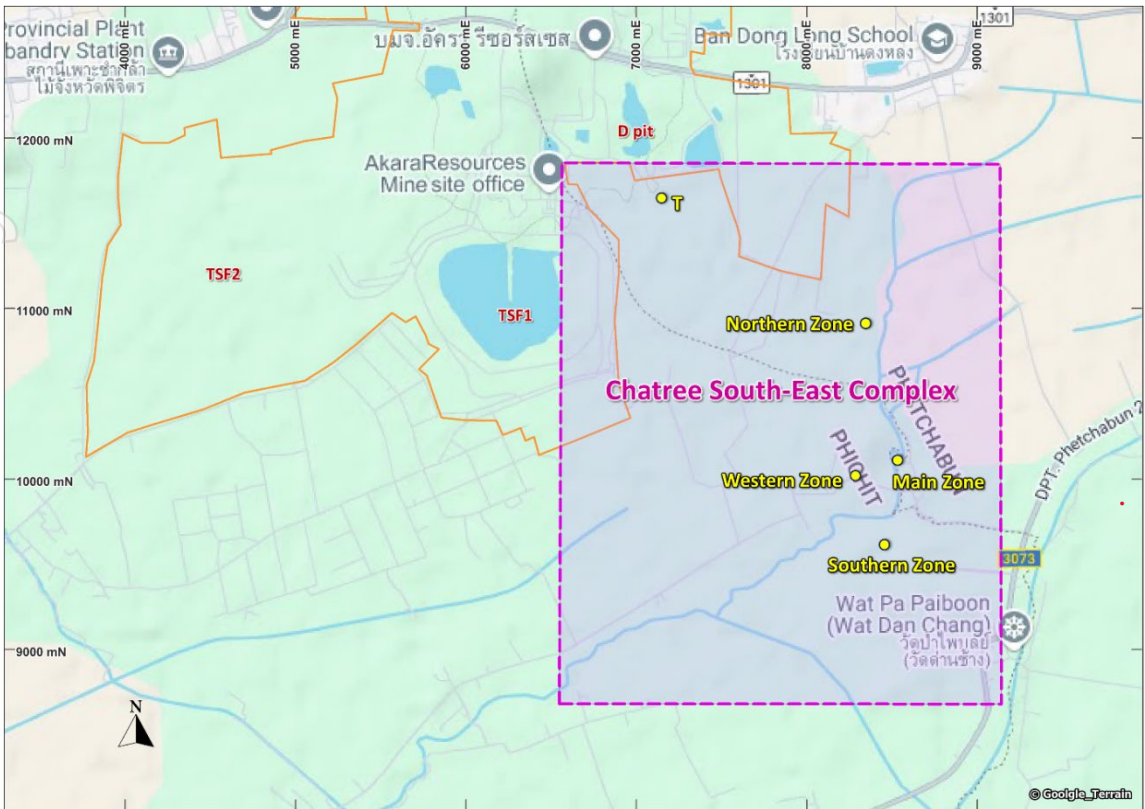 4000 mE
5000 mE
6000 mE
7000 mE
8000 mE
9000 mE
1301
Provincial Plant
bandry Station
สถานีเพาะชำกล้า
ไม้จังหวัดพิจิตร
บมจ.อัครา รีซอร์สเซส
Ban Dong Long School
โรงเรียนบ้านดงหลง
1301
12000 mN
D pit
AkaraResources
Mine site office
T
TSF2
11000 mN
TSF1
Northern Zone
Chatree South-East Complex
PHETCHABUN
PHICHIT
DPT. Phetchabun 2
10000 mN
Western Zone
Main Zone
Southern Zone
3073
Wat Pa Paiboon
(Wat Dan Chang)
วัดป่าไพบูลย์
(วัดด่านช้าง)
9000 mN
N
© Goolgle_Terrain